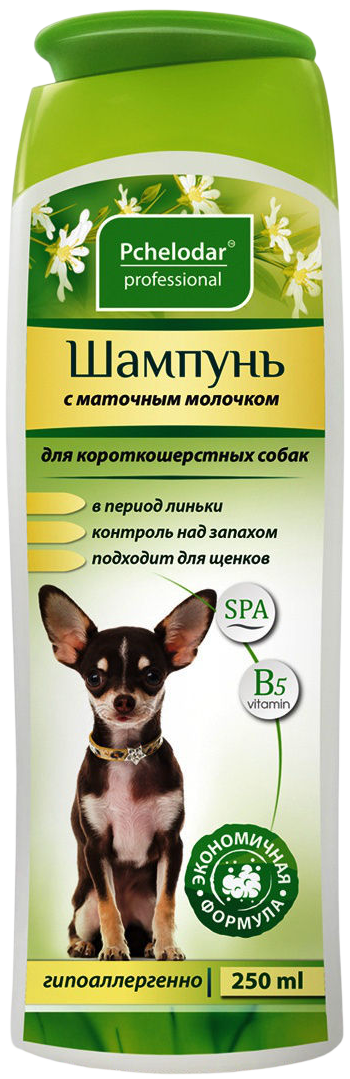 Pchelodar™
professional
Шампунь
с маточным молочком
для короткошерстных собак
в период линьки
контроль над запахом
подходит для щенков
SPA
B5
vitamin
ЭКОНОМИЧНАЯ
ФОРМУЛА
гипоаллергенно
250 ml